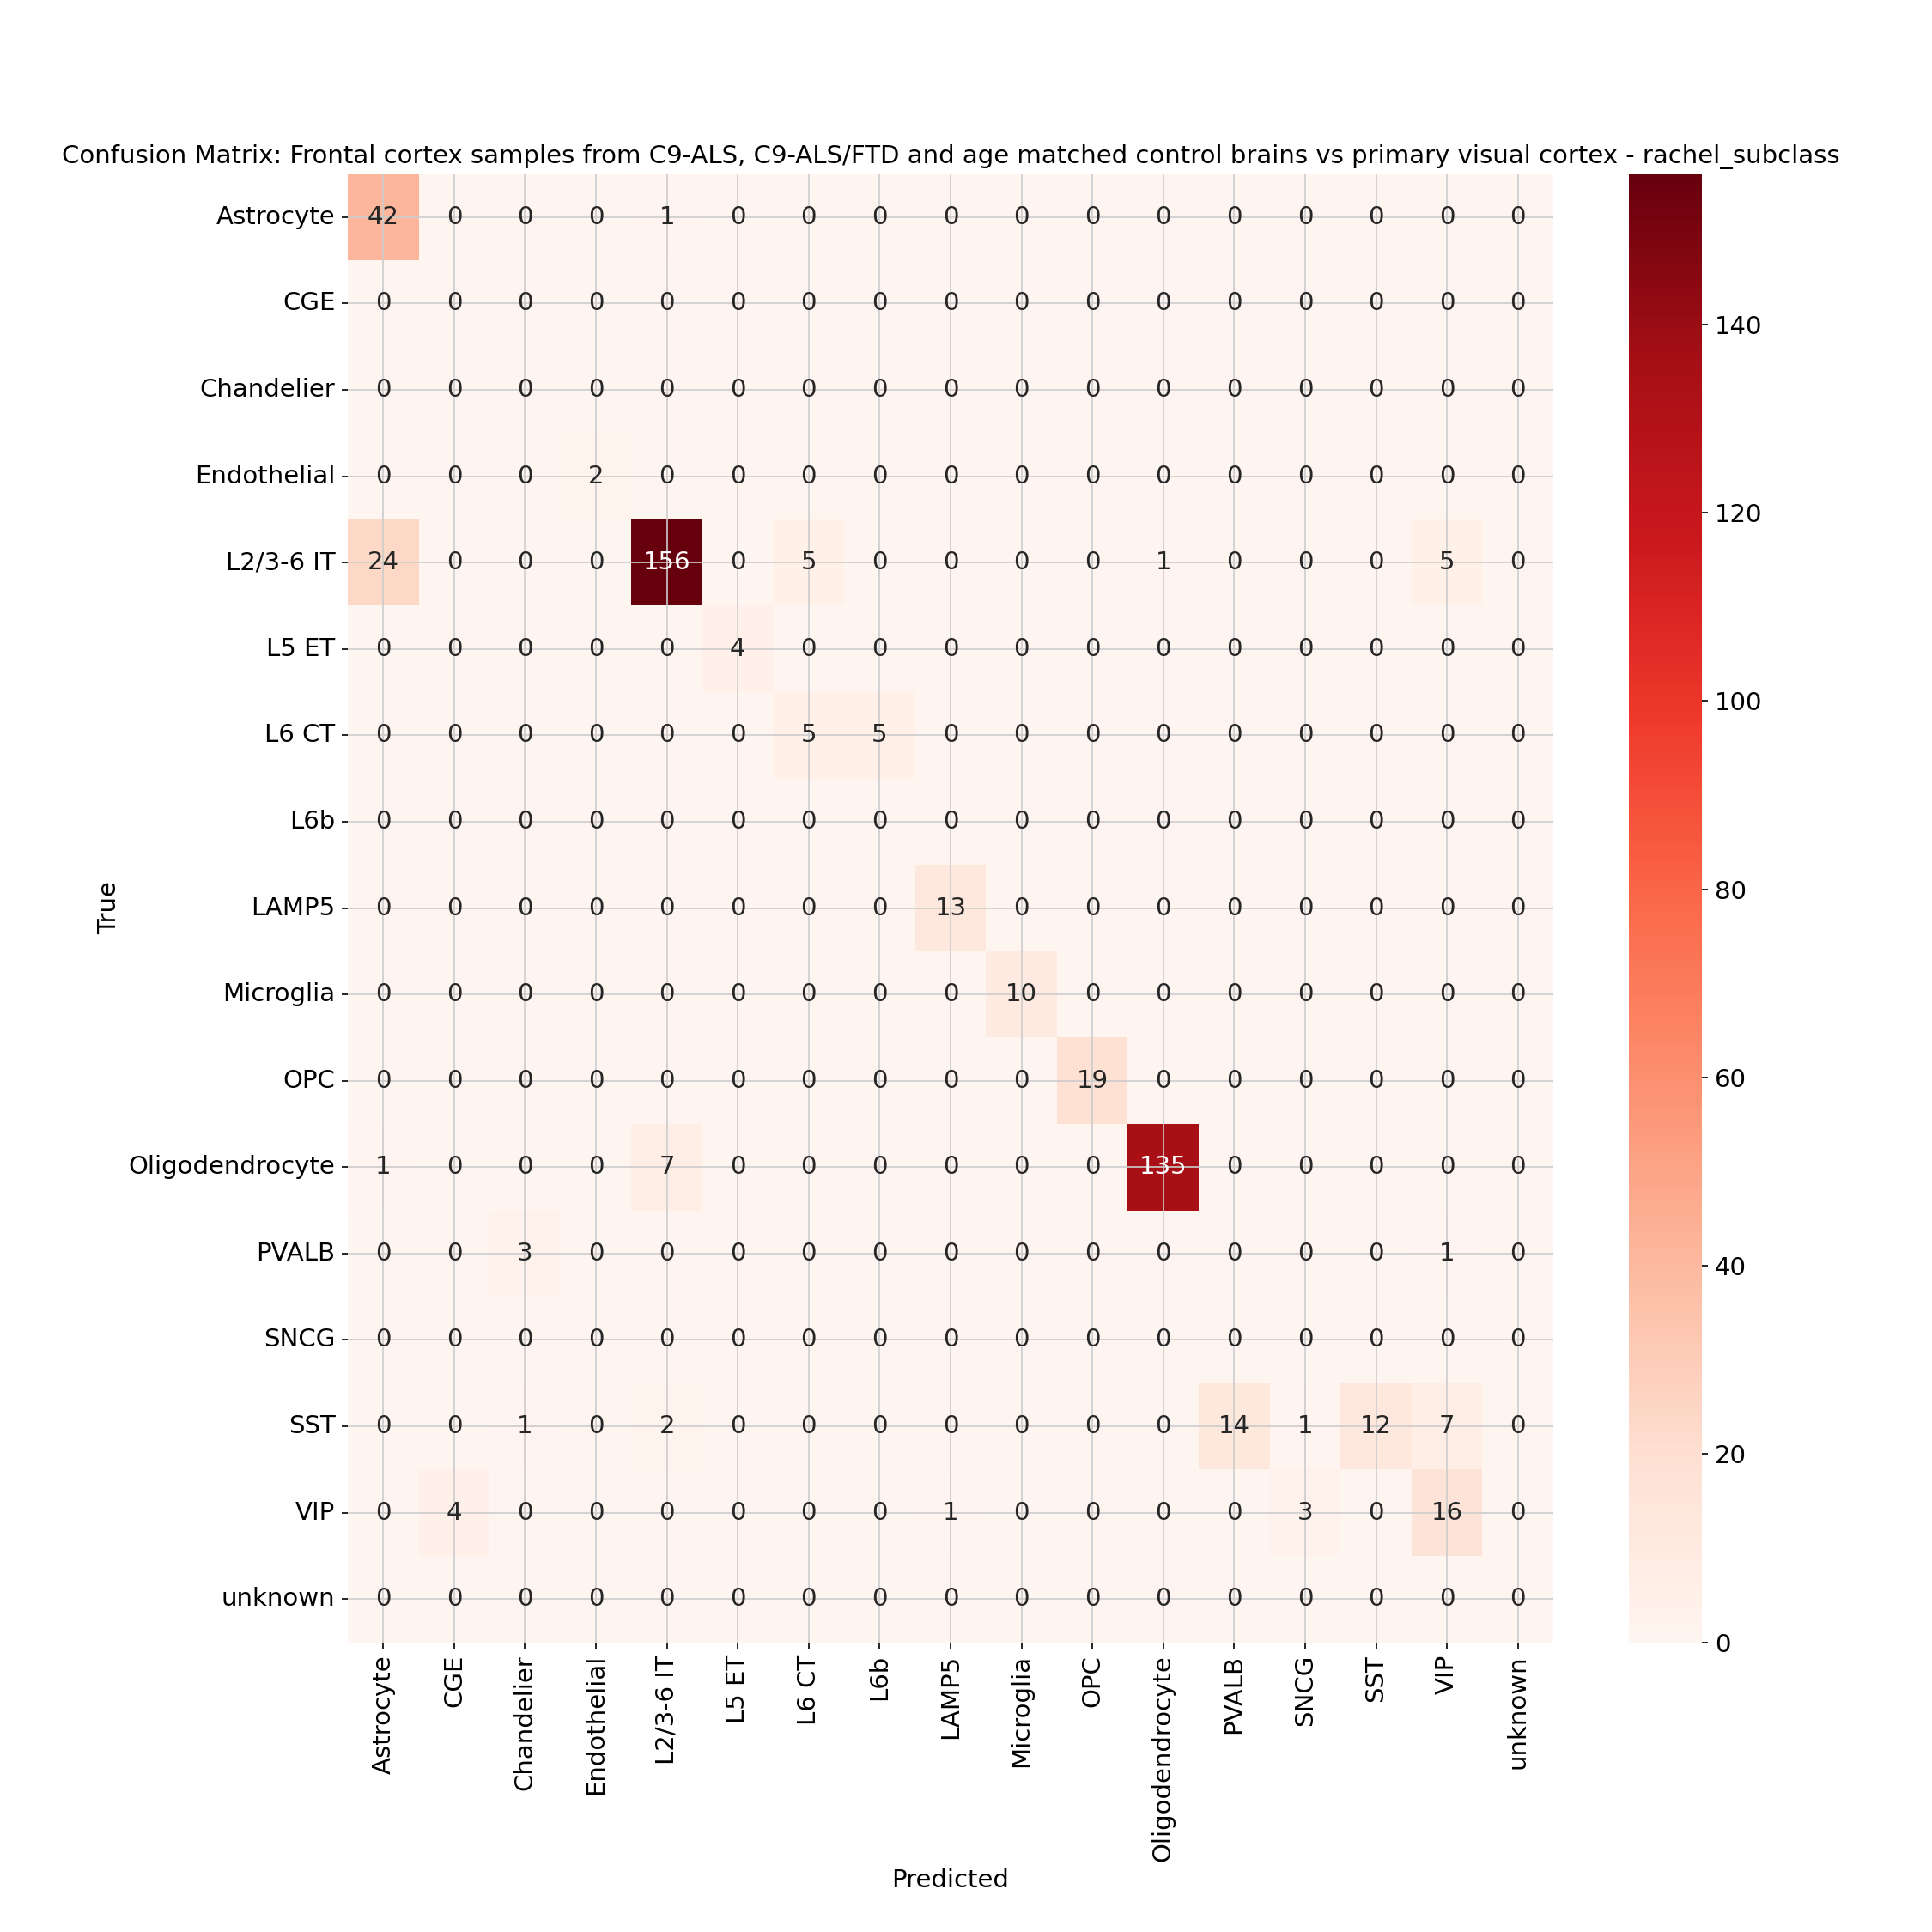 Confusion Matrix: Frontal cortex samples from C9-ALS, C9-ALS/FTD and age matched control brains vs primary visual cortex - rachel_subclass
Astrocyte 42 0 0 0 1 0 0 0 0 0 0 0 0 0 0 0 0
CGE 0 0 0 0 0 0 0 0 0 0 0 0 0 0 0 0 0
Chandelier 0 0 0 0 0 0 0 0 0 0 0 0 0 0 0 0 0
Endothelial 0 0 0 2 0 0 0 0 0 0 0 0 0 0 0 0 0
L2/3-6 IT 24 0 0 0 156 0 5 0 0 0 0 1 0 0 0 5 0
L5 ET 0 0 0 0 0 4 0 0 0 0 0 0 0 0 0 0 0
L6 CT 0 0 0 0 0 0 5 5 0 0 0 0 0 0 0 0 0
L6b 0 0 0 0 0 0 0 0 0 0 0 0 0 0 0 0 0
LAMP5 0 0 0 0 0 0 0 0 13 0 0 0 0 0 0 0 0
Microglia 0 0 0 0 0 0 0 0 0 10 0 0 0 0 0 0 0
OPC 0 0 0 0 0 0 0 0 0 0 19 0 0 0 0 0 0
Oligodendrocyte 1 0 0 0 7 0 0 0 0 0 0 135 0 0 0 0 0
PVALB 0 0 3 0 0 0 0 0 0 0 0 0 0 0 0 1 0
SNCG 0 0 0 0 0 0 0 0 0 0 0 0 0 0 0 0 0
SST 0 0 1 0 2 0 0 0 0 0 0 0 14 1 12 7 0
VIP 0 4 0 0 0 0 0 0 1 0 0 0 0 3 0 16 0
unknown 0 0 0 0 0 0 0 0 0 0 0 0 0 0 0 0 0
True
Astrocyte CGE Chandelier Endothelial L2/3-6 IT L5 ET L6 CT L6b LAMP5 Microglia OPC Oligodendrocyte PVALB SNCG SST VIP unknown
Predicted
140
120
100
80
60
40
20
0